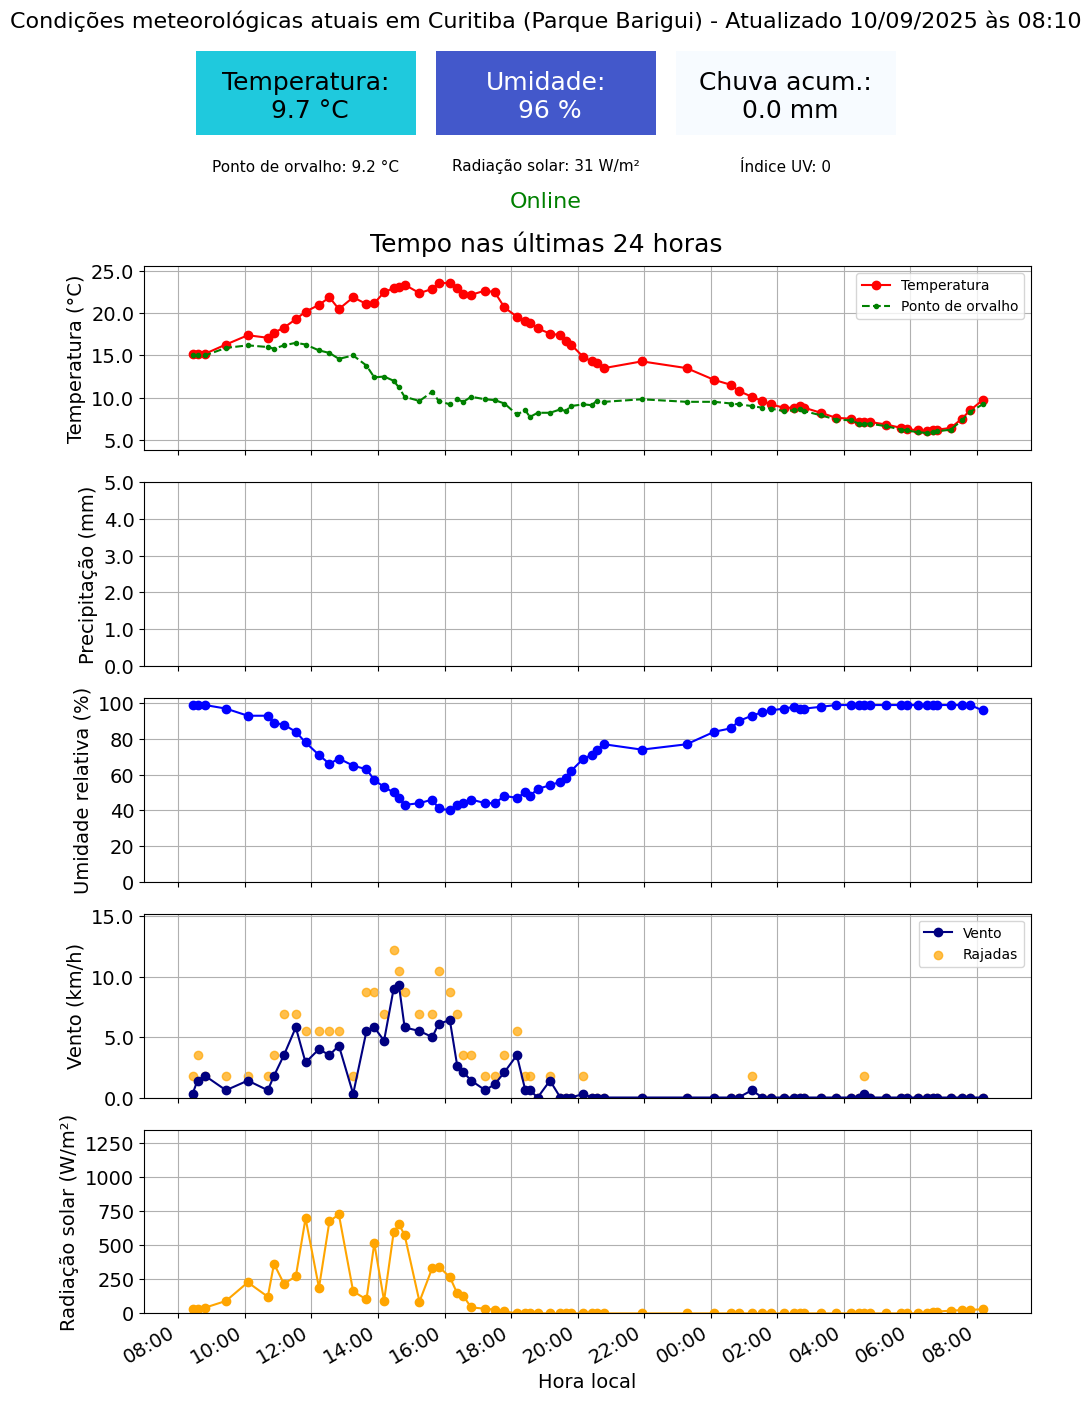 Condições meteorológicas atuais em Curitiba (Parque Barigui) - Atualizado 10/09/2025 às 08:10
Temperatura:
9.7 °C
Umidade:
96 %
Chuva acum.:
0.0 mm
Ponto de orvalho: 9.2 °C
Radiação solar: 31 W/m²
Índice UV: 0
Online
Tempo nas últimas 24 horas
Temperatura (°C)
25.0
20.0
15.0
10.0
5.0
Temperatura
Ponto de orvalho
Precipitação (mm)
5.0
4.0
3.0
2.0
1.0
0.0
Umidade relativa (%)
100
80
60
40
20
0
Vento (km/h)
15.0
10.0
5.0
0.0
Vento
Rajadas
Radiação solar (W/m²)
1250
1000
750
500
250
0
08:00
10:00
12:00
14:00
16:00
18:00
20:00
22:00
00:00
02:00
04:00
06:00
08:00
Hora local